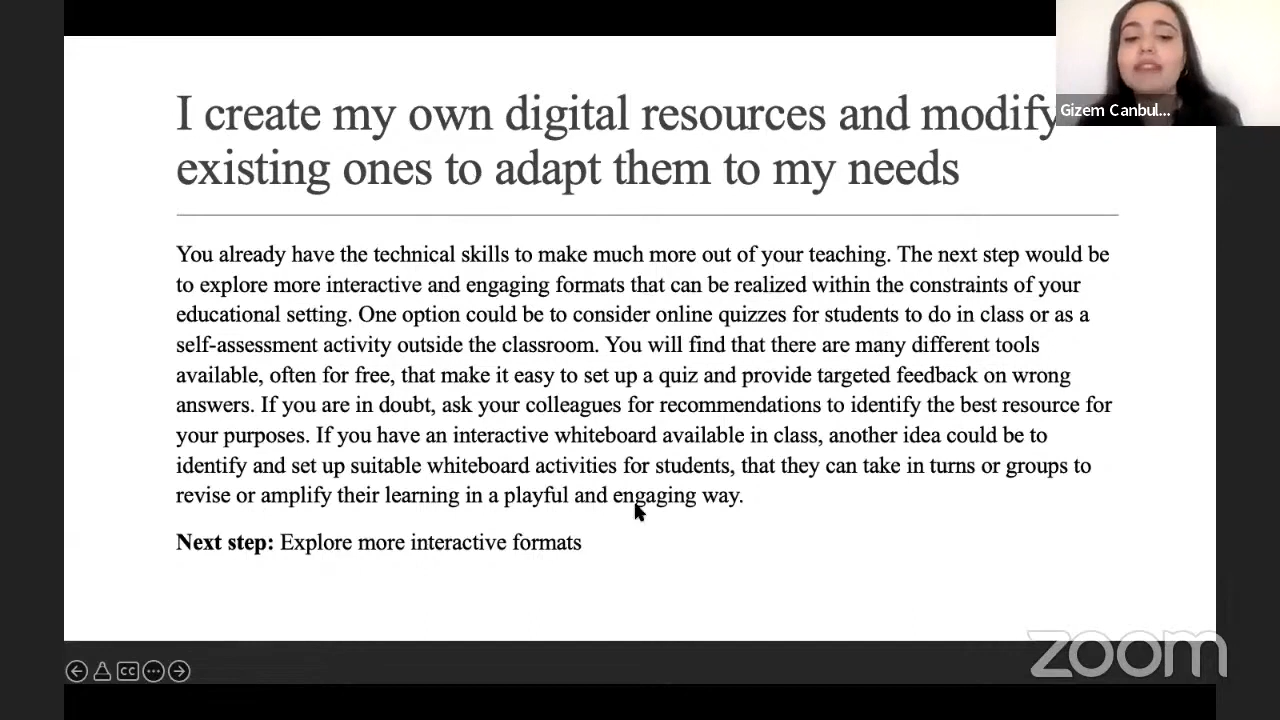 I create my own digital resources and modify
existing ones to adapt them to my needs
Gizem Canbul...
You already have the technical skills to make much more out of your teaching. The next step would be
to explore more interactive and engaging formats that can be realized within the constraints of your
educational setting. One option could be to consider online quizzes for students to do in class or as a
self-assessment activity outside the classroom. You will find that there are many different tools
available, often for free, that make it easy to set up a quiz and provide targeted feedback on wrong
answers. If you are in doubt, ask your colleagues for recommendations to identify the best resource for
your purposes. If you have an interactive whiteboard available in class, another idea could be to
identify and set up suitable whiteboard activities for students, that they can take in turns or groups to
revise or amplify their learning in a playful and engaging way.
Next step: Explore more interactive formats
zoom
CC